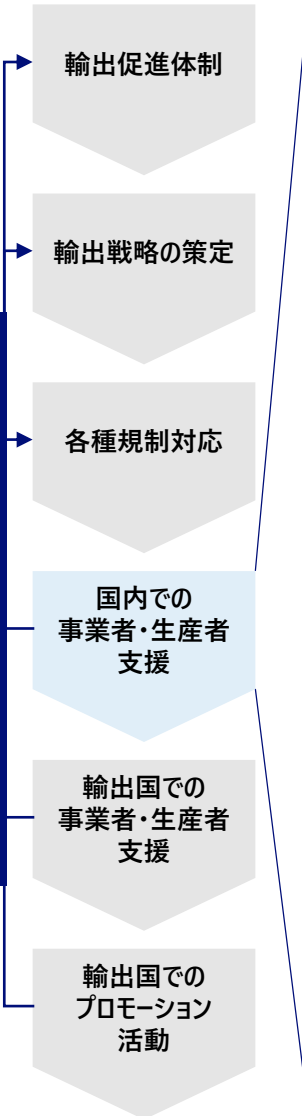 輸出促進体制
輸出戦略の策定
各種規制対応
国内での
事業者・生産者
支援
輸出国での
事業者・生産者
支援
輸出国での
プロモーション
活動